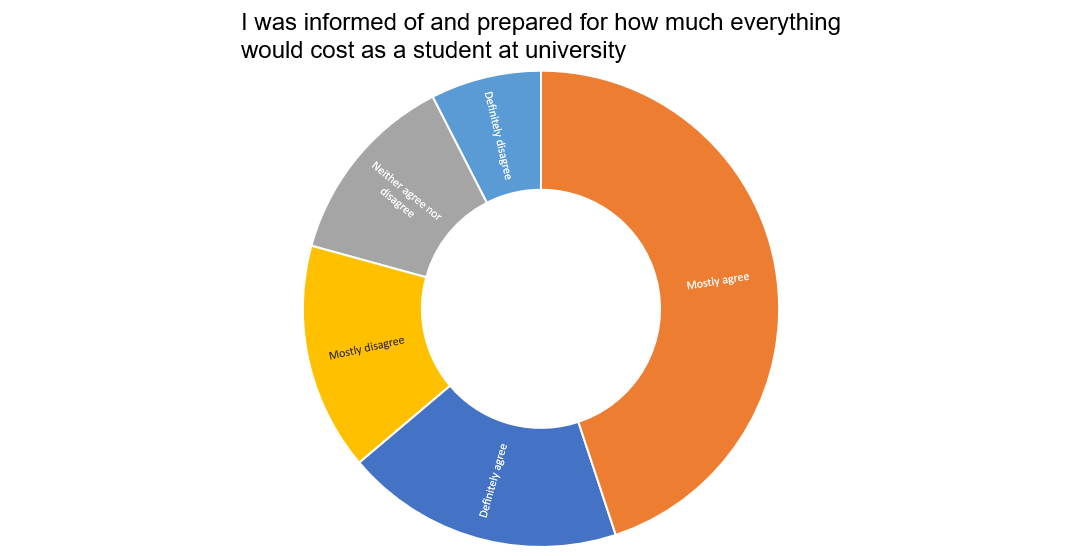 I was informed of and prepared for how much everything
would cost as a student at university
Definitely disagree
Neither agree nor
disagree
Mostly agree
Mostly disagree
Definitely agree